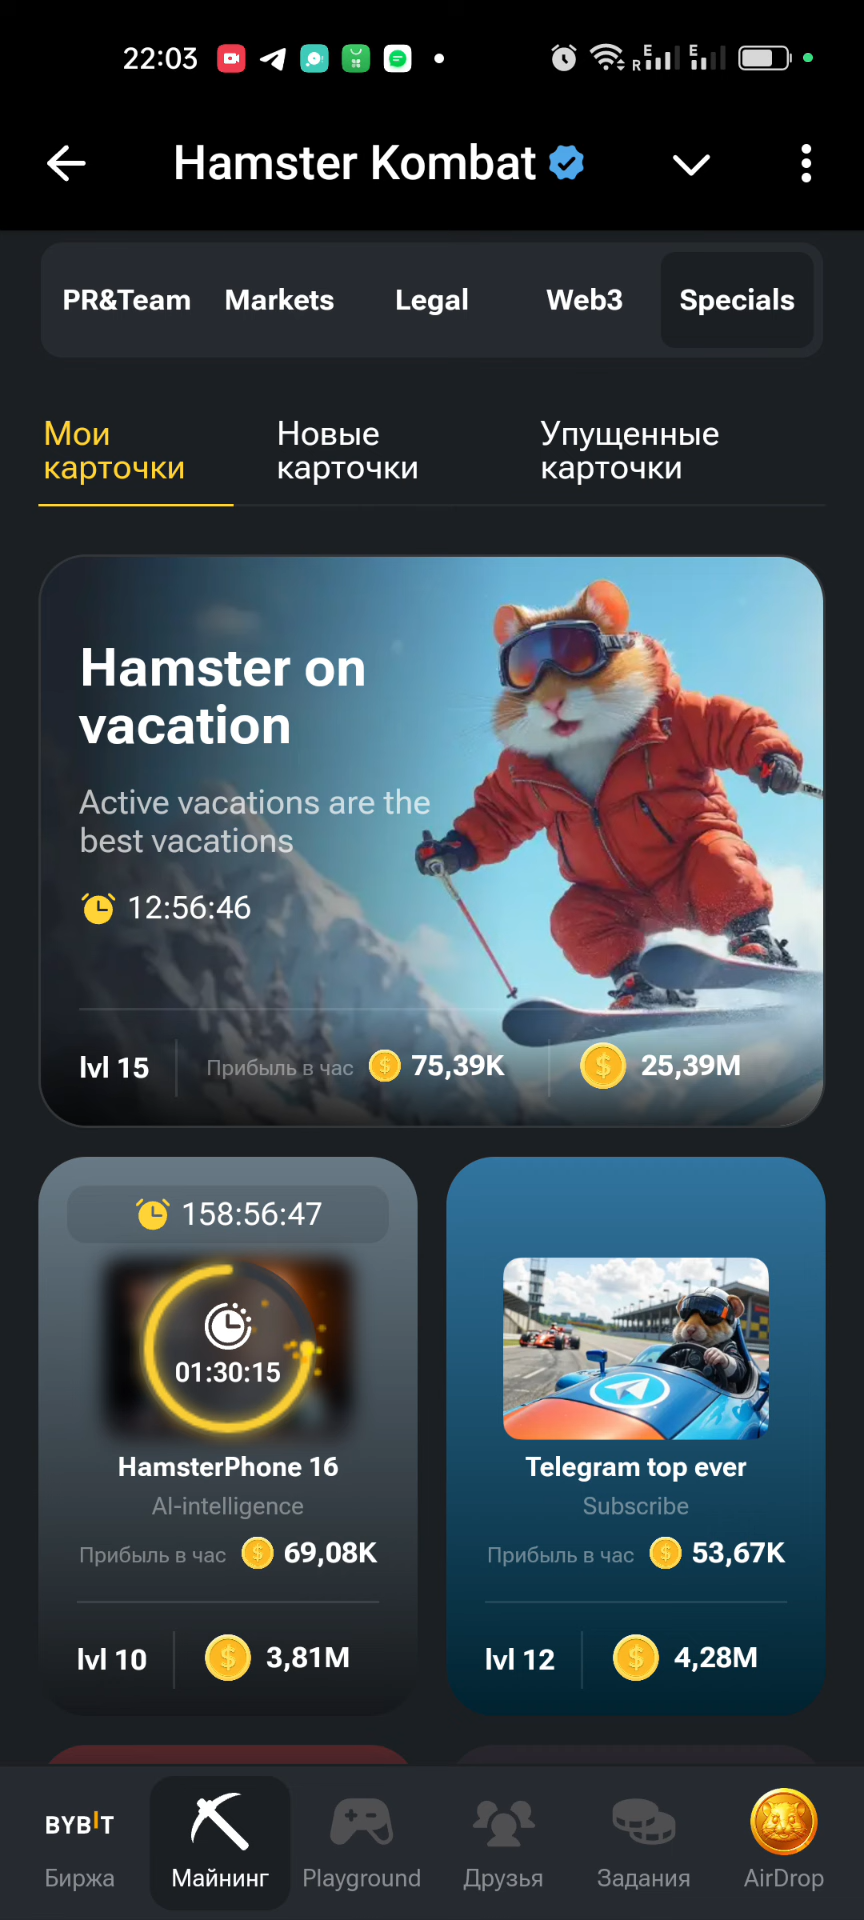 22:03
R E E
Hamster Kombat
PR&Team Markets Legal Web3 Specials
Мои карточки
Новые карточки
Упущенные карточки
Hamster on
vacation
Active vacations are the
best vacations
12:56:46
lvl 15 Прибыль в час 75,39K 25,39M
158:56:47
01:30:15
HamsterPhone 16
AI-intelligence
Прибыль в час 69,08K
lvl 10 3,81M
Telegram top ever
Subscribe
Прибыль в час 53,67K
lvl 12 4,28M
BYBIT
Биржа Майнинг Playground Друзья Задания AirDrop